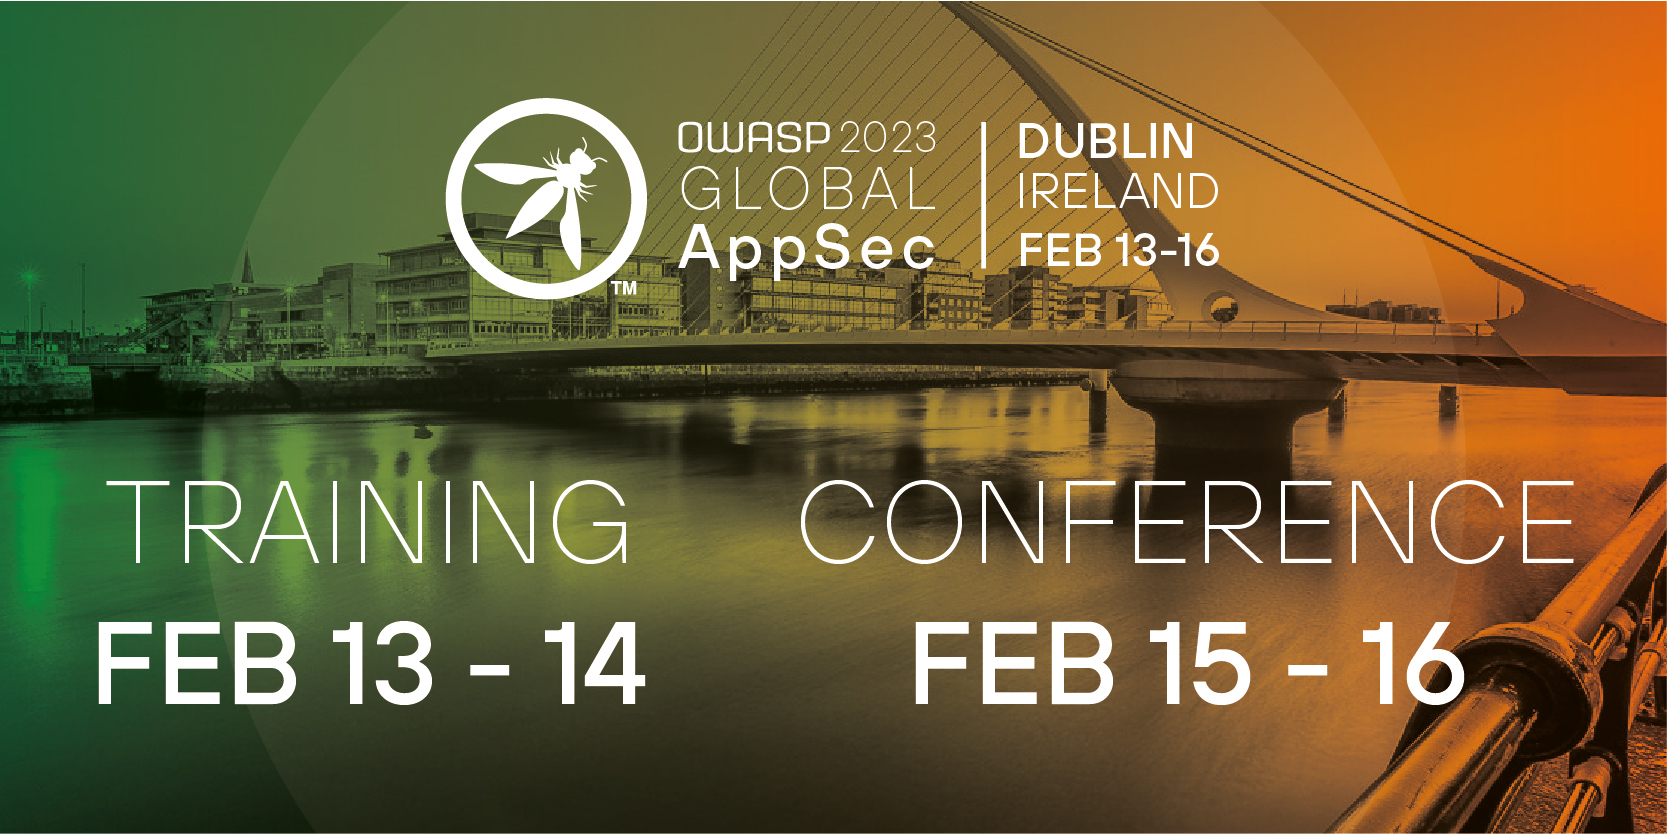 OWASP 2023
GLOBAL
AppSec
DUBLIN
IRELAND
FEB 13-16
TM
TRAINING
FEB 13 - 14
CONFERENCE
FEB 15 - 16